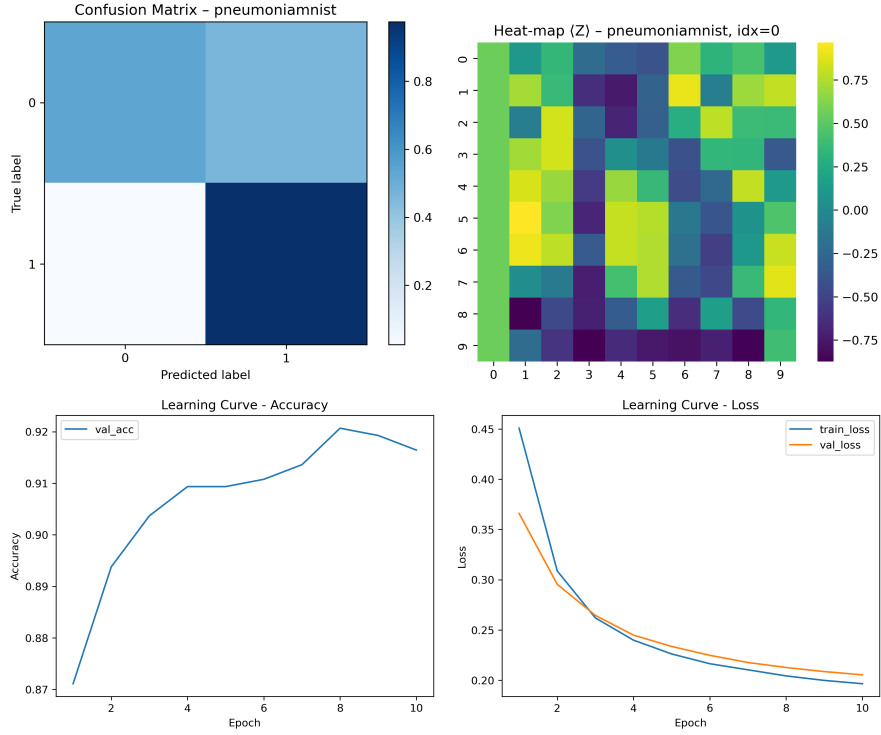 Confusion Matrix – pneumoniamnist
True label
0
1
0 1
Predicted label
0.8
0.6
0.4
0.2
Heat-map ⟨Z⟩ – pneumoniamnist, idx=0
0
1
2
3
4
5
6
7
8
9
0 1 2 3 4 5 6 7 8 9
0.75
0.50
0.25
0.00
−0.25
−0.50
−0.75
Learning Curve - Accuracy
val_acc
Accuracy
0.92
0.91
0.90
0.89
0.88
0.87
2 4 6 8 10
Epoch
Learning Curve - Loss
train_loss
val_loss
Loss
0.45
0.40
0.35
0.30
0.25
0.20
2 4 6 8 10
Epoch